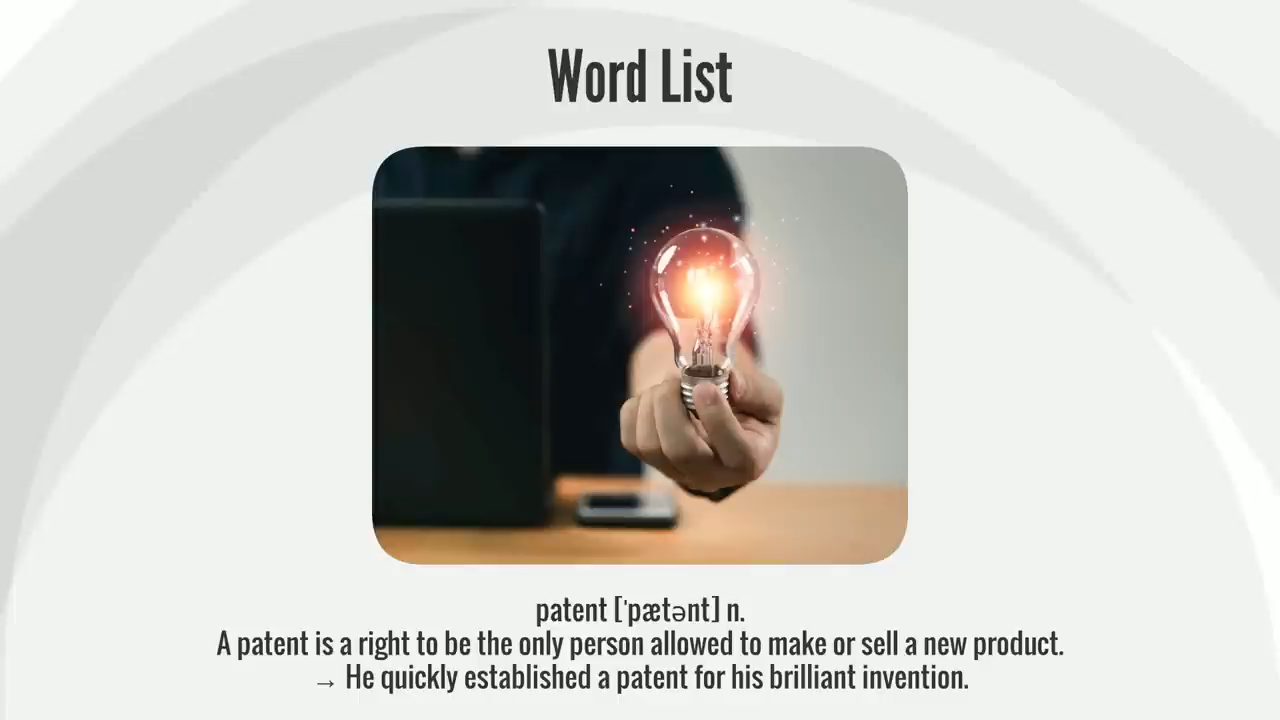 Word List
patent [ˈpætənt] n.
A patent is a right to be the only person allowed to make or sell a new product.
→ He quickly established a patent for his brilliant invention.